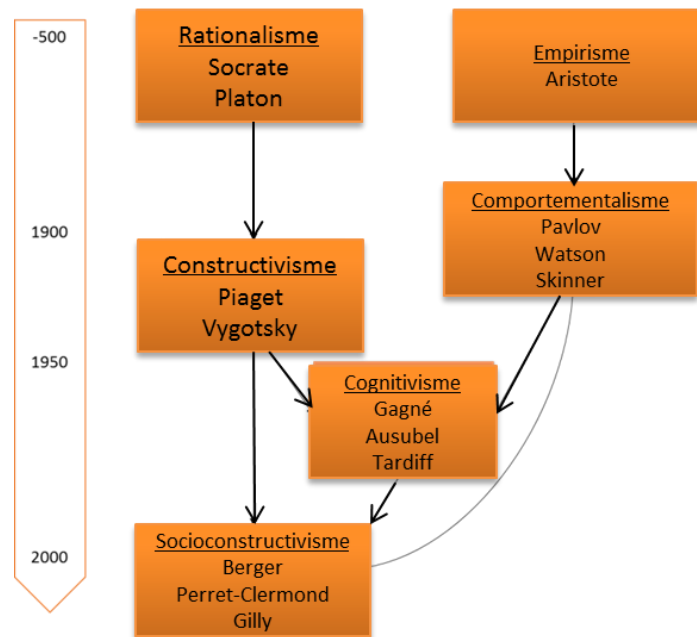 -500
Rationalisme
Socrate
Platon
Empirisme
Aristote
1900
Comportementalisme
Pavlov
Watson
Skinner
Constructivisme
Piaget
Vygotsky
1950
Cognitivisme
Gagné
Ausubel
Tardiff
2000
Socioconstructivisme
Berger
Perret-Clermond
Gilly